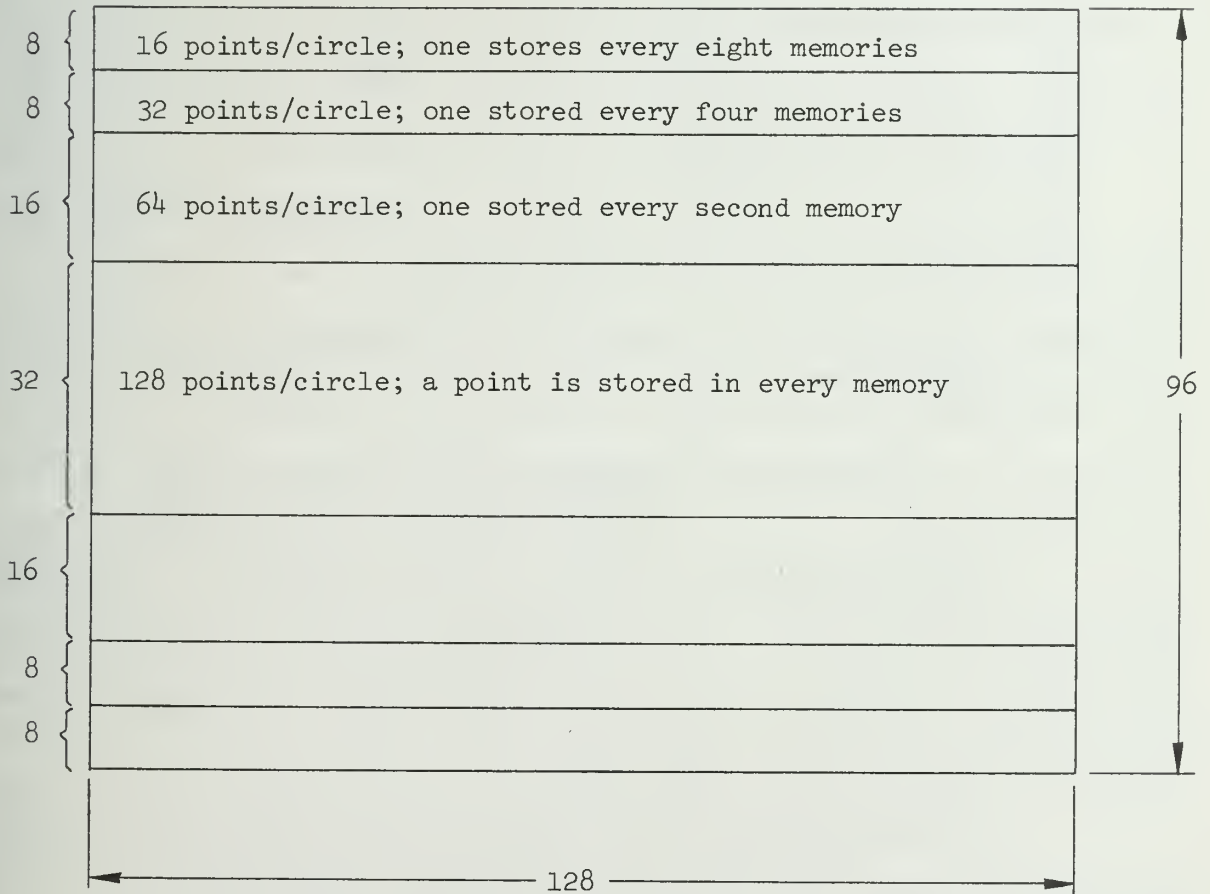 8
16 points/circle; one stores every eight memories
8
32 points/circle; one stored every four memories
16
64 points/circle; one sotred every second memory
32
128 points/circle; a point is stored in every memory
96
16
8
8
128